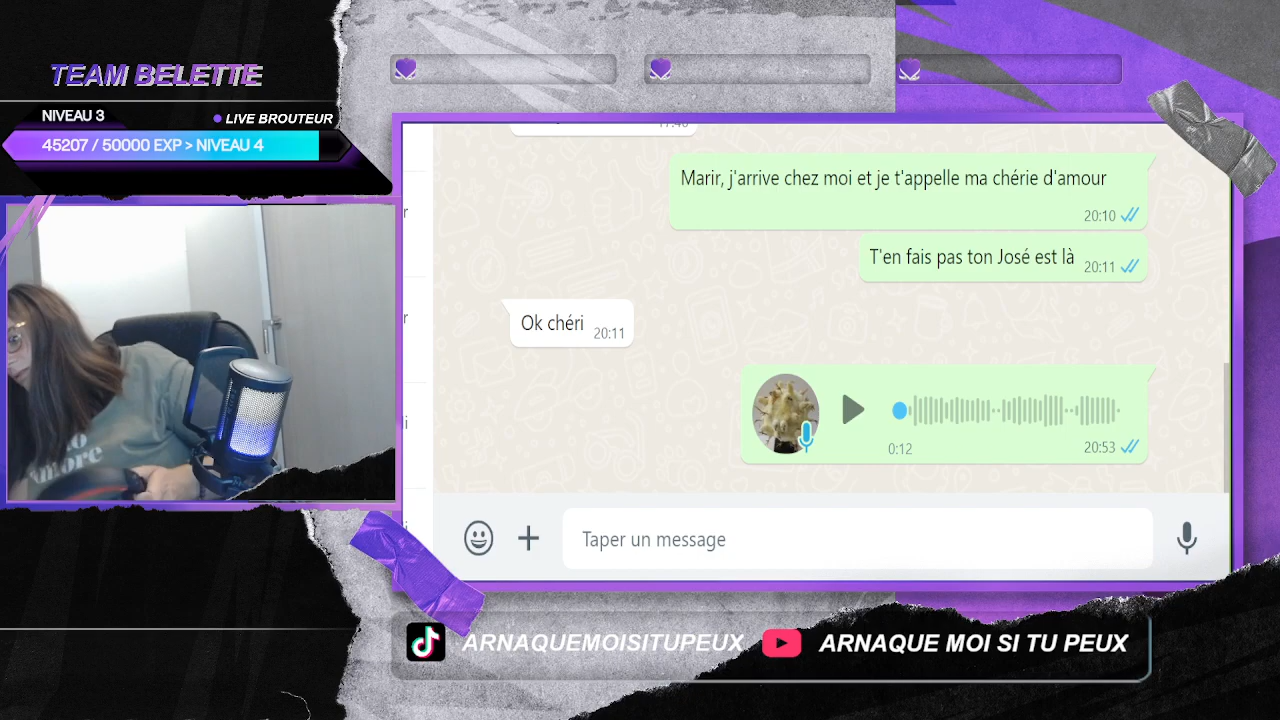 TEAM BELETTE
NIVEAU 3
LIVE BROUTEUR
45207 / 50000 EXP > NIVEAU 4
Marir, j'arrive chez moi et je t'appelle ma chérie d'amour
20:10
T'en fais pas ton José est là
20:11
Ok chéri
20:11
0:12
20:53
Taper un message
ARNAQUEMOISITUPEUX
ARNAQUE MOI SI TU PEUX